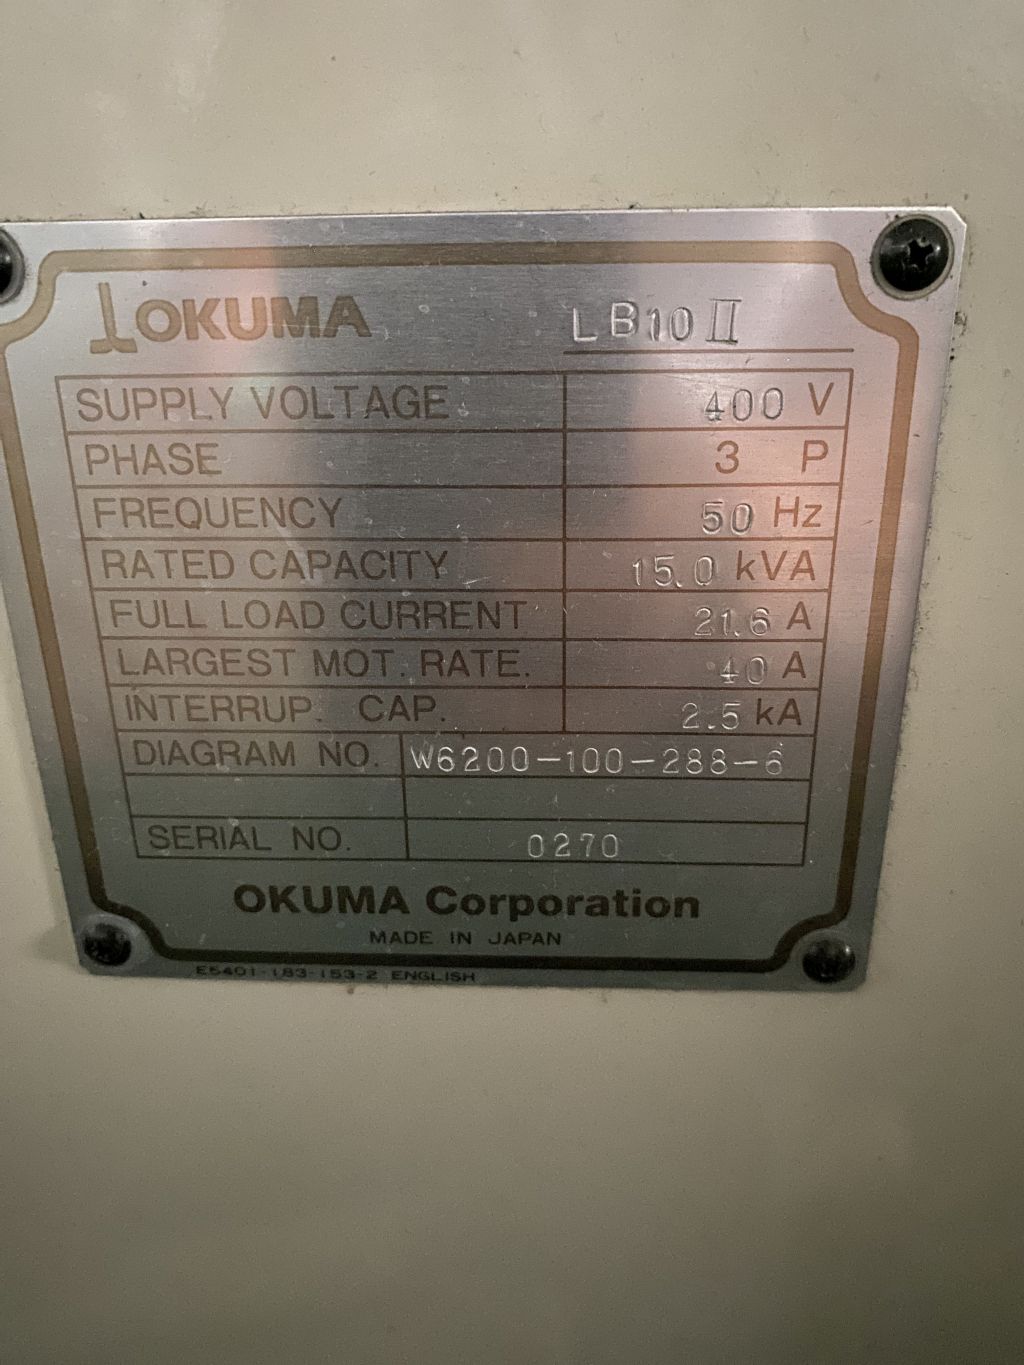 OKUMA LB10 II
SUPPLY VOLTAGE 400 V
PHASE 3 P
FREQUENCY 50 Hz
RATED CAPACITY 15.0 kVA
FULL LOAD CURRENT 21.6 A
LARGEST MOT. RATE. 40 A
INTERRUP. CAP. 2.5 kA
DIAGRAM NO. W6200-100-288-6
SERIAL NO. 0270
OKUMA Corporation
MADE IN JAPAN
E5401-183-153-2 ENGLISH